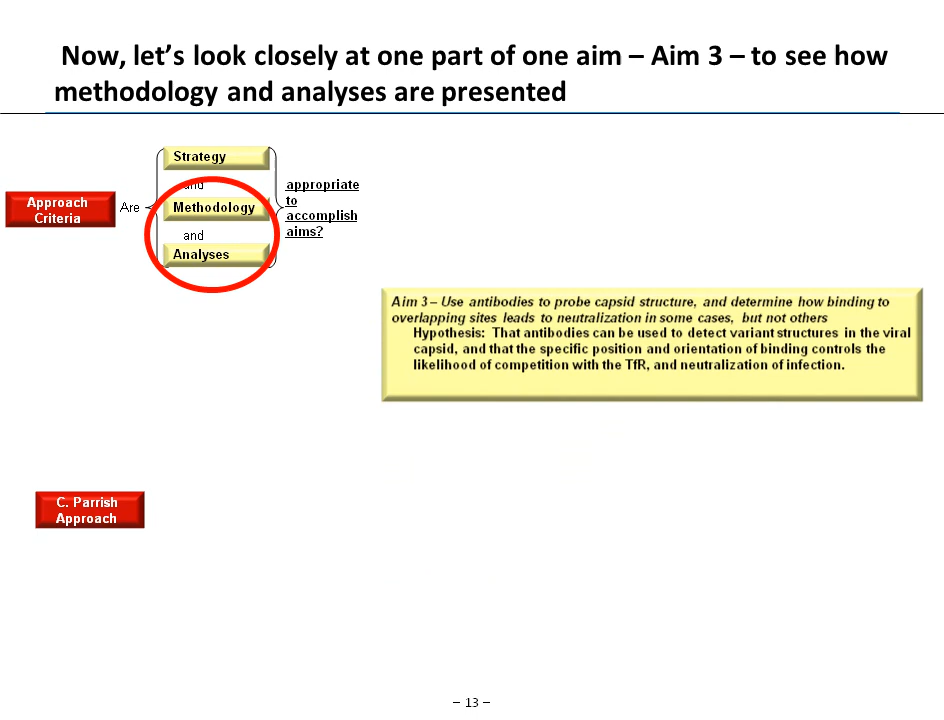 Now, let’s look closely at one part of one aim – Aim 3 – to see how
methodology and analyses are presented
Approach
Criteria
Are
Strategy
and
Methodology
and
Analyses
appropriate
to
accomplish
aims?
Aim 3 – Use antibodies to probe capsid structure, and determine how binding to
overlapping sites leads to neutralization in some cases, but not others
Hypothesis: That antibodies can be used to detect variant structures in the viral
capsid, and that the specific position and orientation of binding controls the
likelihood of competition with the TfR, and neutralization of infection.
C. Parrish
Approach
– 13 –